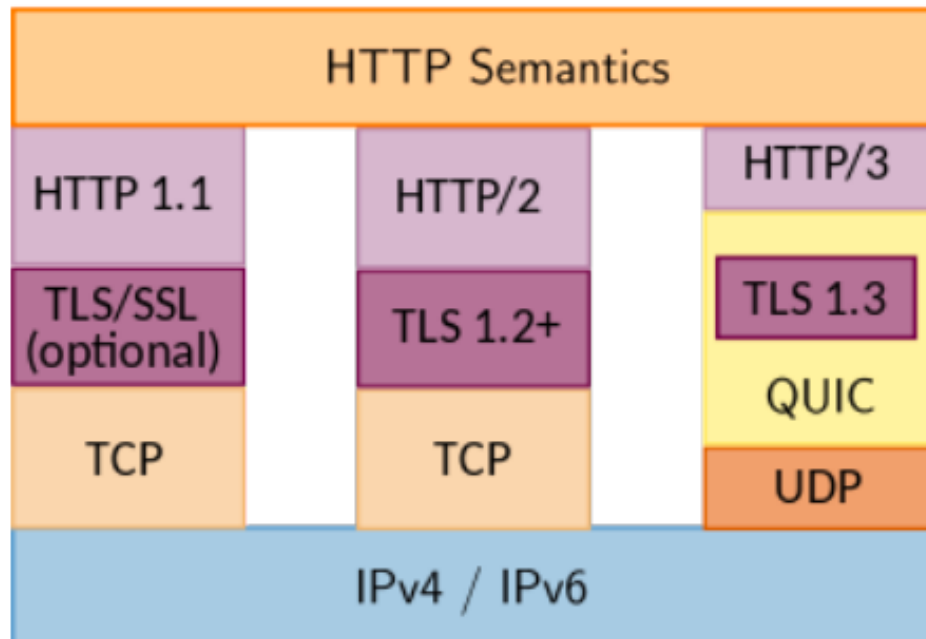 HTTP Semantics
HTTP 1.1
TLS/SSL
(optional)
TCP
HTTP/2
TLS 1.2+
TCP
HTTP/3
TLS 1.3
QUIC
UDP
IPv4 / IPv6